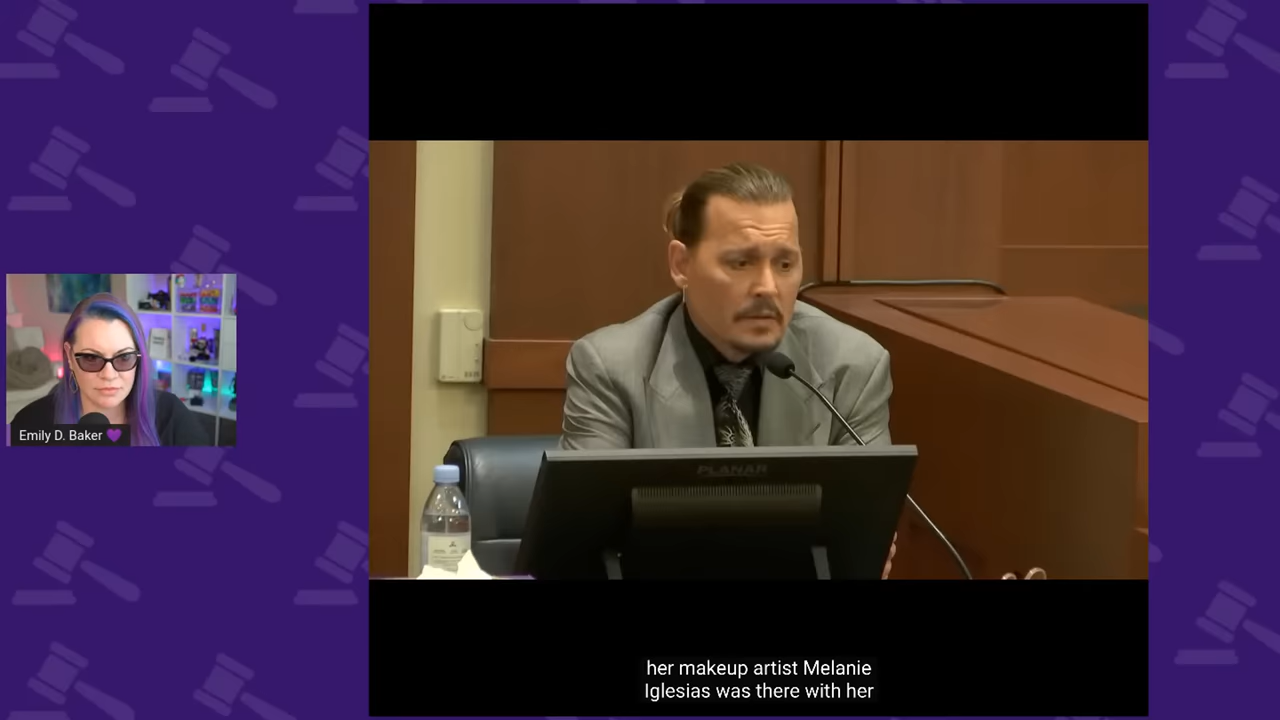 PLANAR
Emily D. Baker 💜
her makeup artist Melanie
Iglesias was there with her